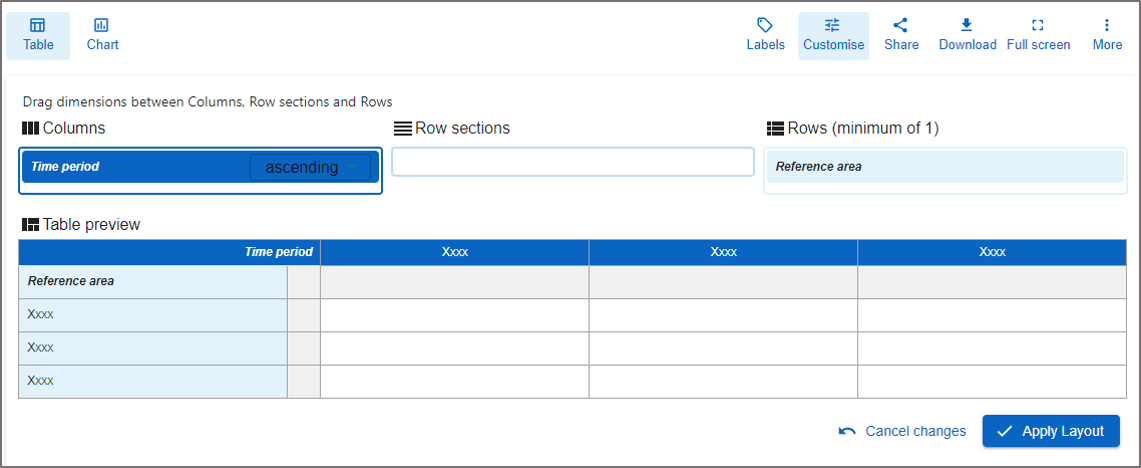 Table Chart Labels Customise Share Download Full screen More
Drag dimensions between Columns, Row sections and Rows
Columns Row sections Rows (minimum of 1)
Time period ascending Reference area
Table preview
Time period Xxxx Xxxx Xxxx
Reference area
Xxxx
Xxxx
Xxxx
Cancel changes Apply Layout